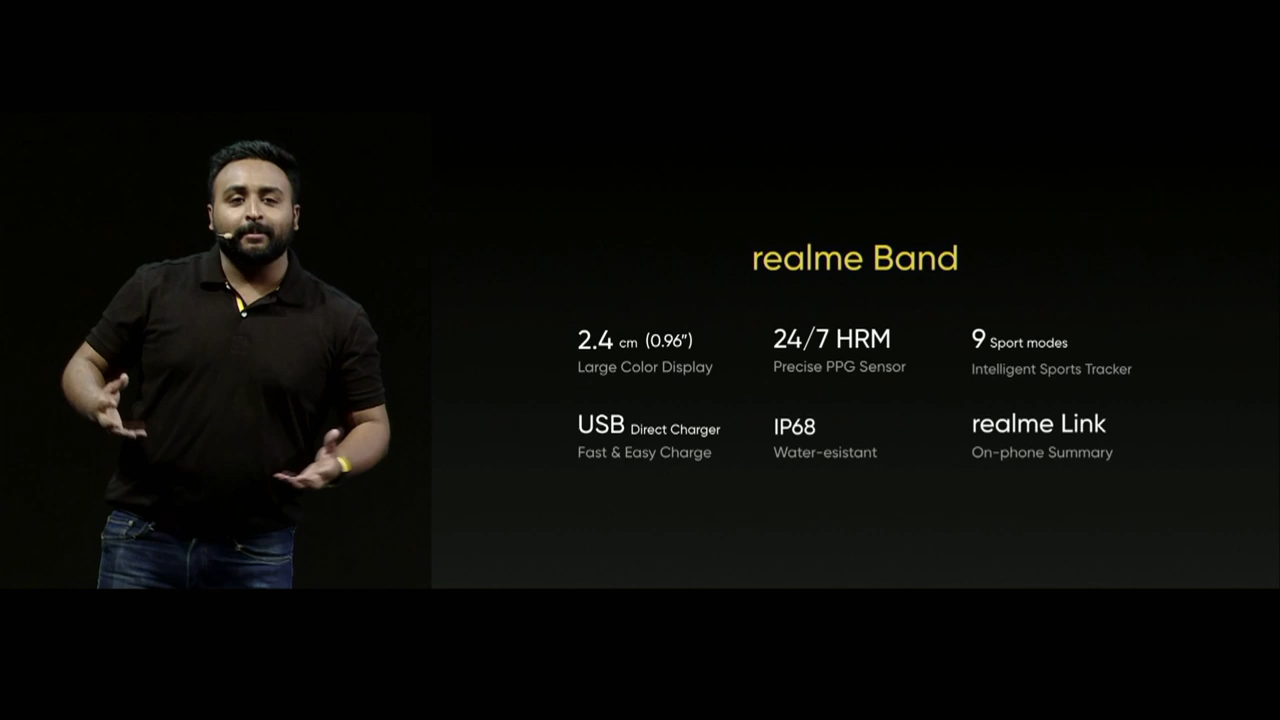 realme Band
2.4 cm (0.96″) 24/7 HRM 9 Sport modes
Large Color Display Precise PPG Sensor Intelligent Sports Tracker
USB Direct Charger IP68 realme Link
Fast & Easy Charge Water-esistant On-phone Summary